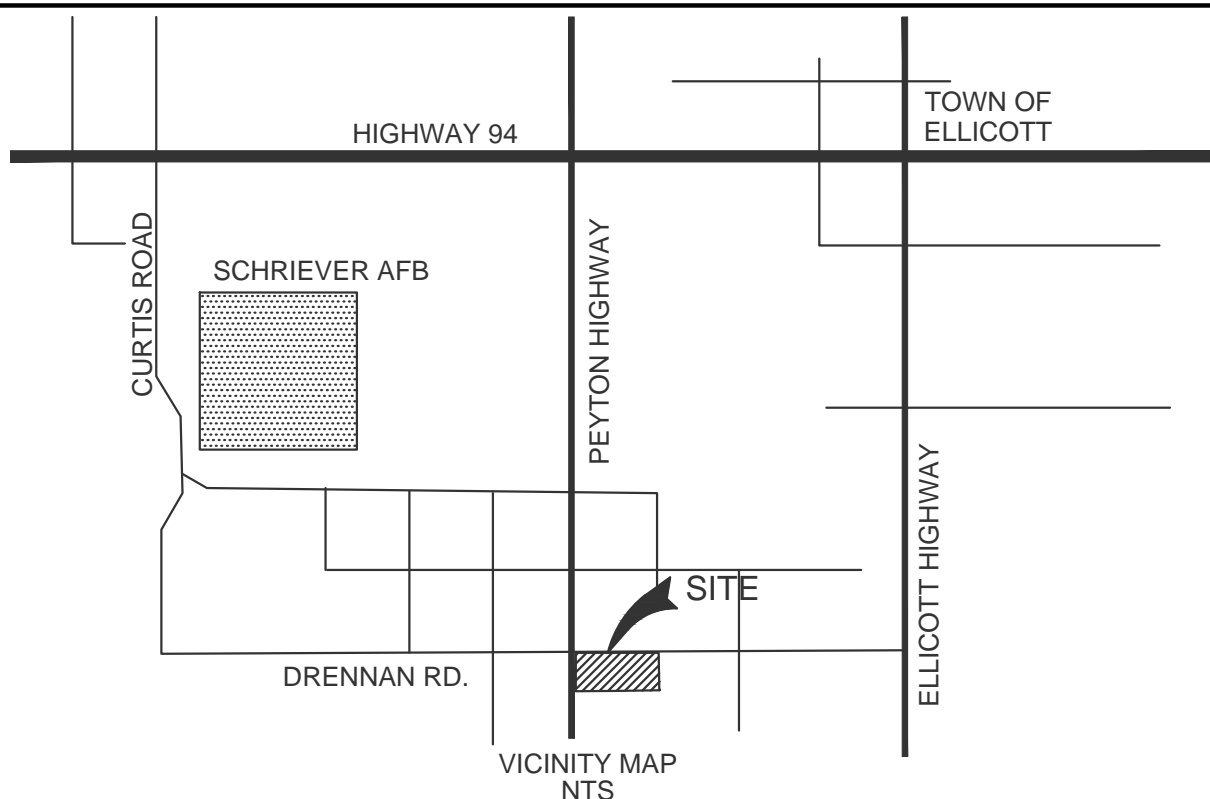 TOWN OF
ELLICOTT
HIGHWAY 94
CURTIS ROAD
SCHRIEVER AFB
PEYTON HIGHWAY
ELLICOTT HIGHWAY
SITE
DRENNAN RD.
VICINITY MAP
NTS